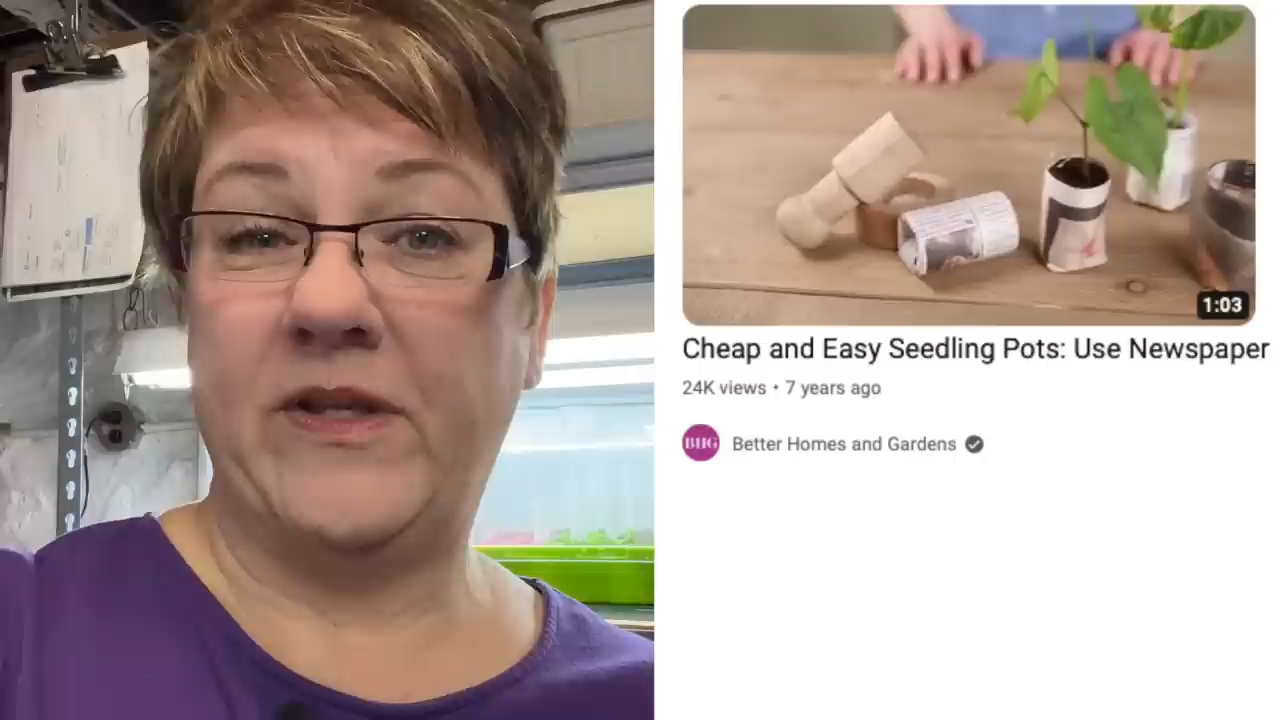 1:03
Cheap and Easy Seedling Pots: Use Newspaper
24K views • 7 years ago
BHG
Better Homes and Gardens